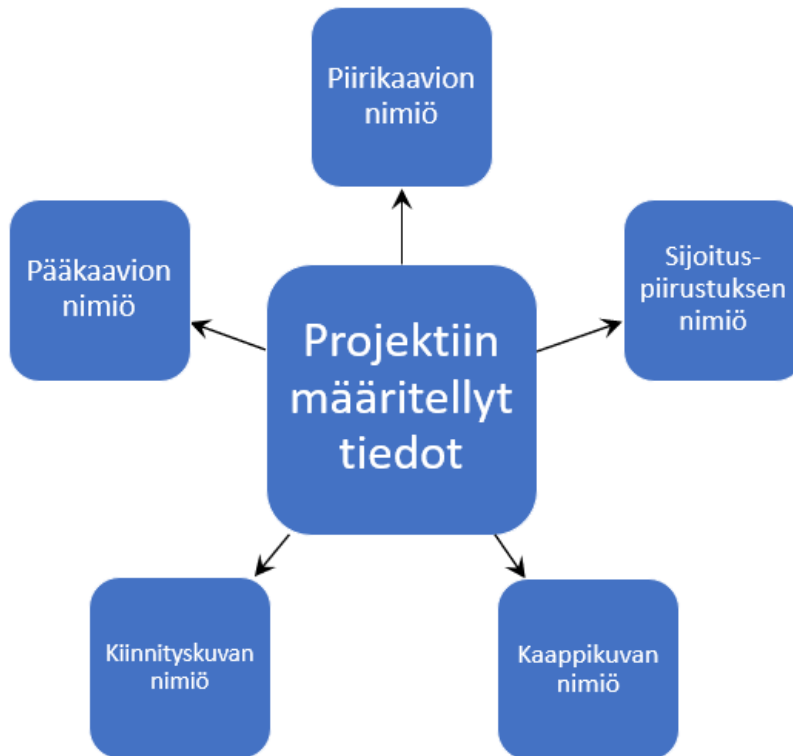 Piirikaavion
nimiö
Pääkaavion
nimiö
Sijoitus-
piirustuksen
nimiö
Projektiin
määritellyt
tiedot
Kiinnityskuvan
nimiö
Kaappikuvan
nimiö